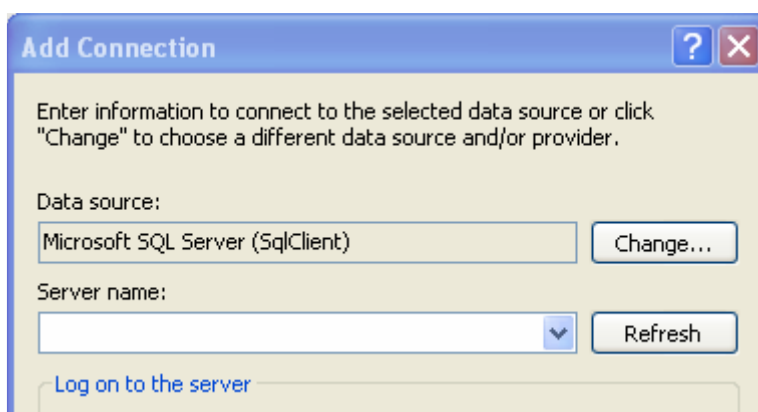 Add Connection
Enter information to connect to the selected data source or click
"Change" to choose a different data source and/or provider.
Data source:
Microsoft SQL Server (SqlClient)
Change...
Server name:
Refresh
Log on to the server